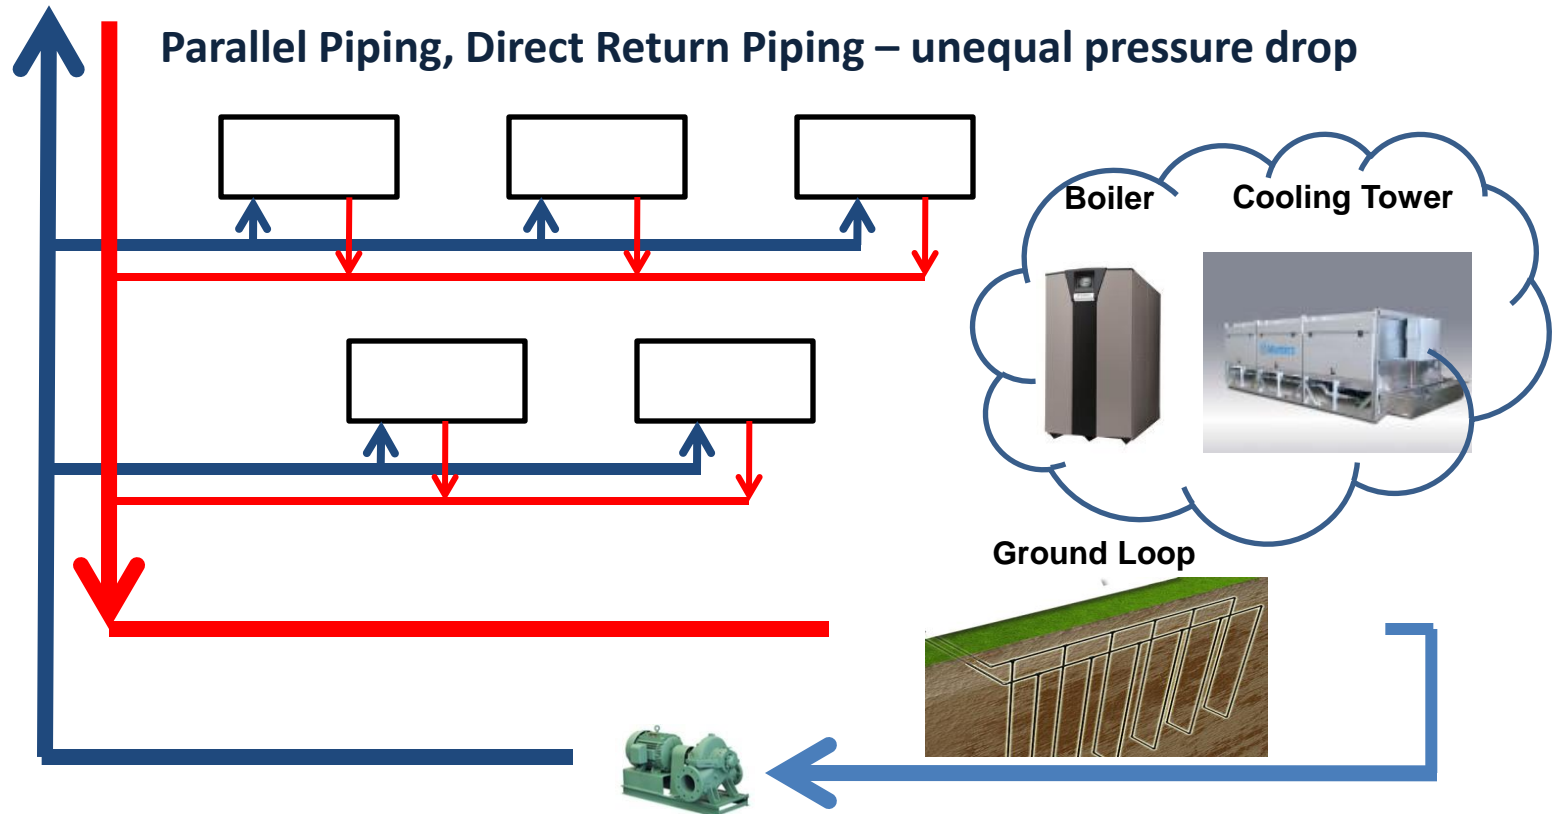 Parallel Piping, Direct Return Piping – unequal pressure drop
Boiler
Cooling Tower
Ground Loop